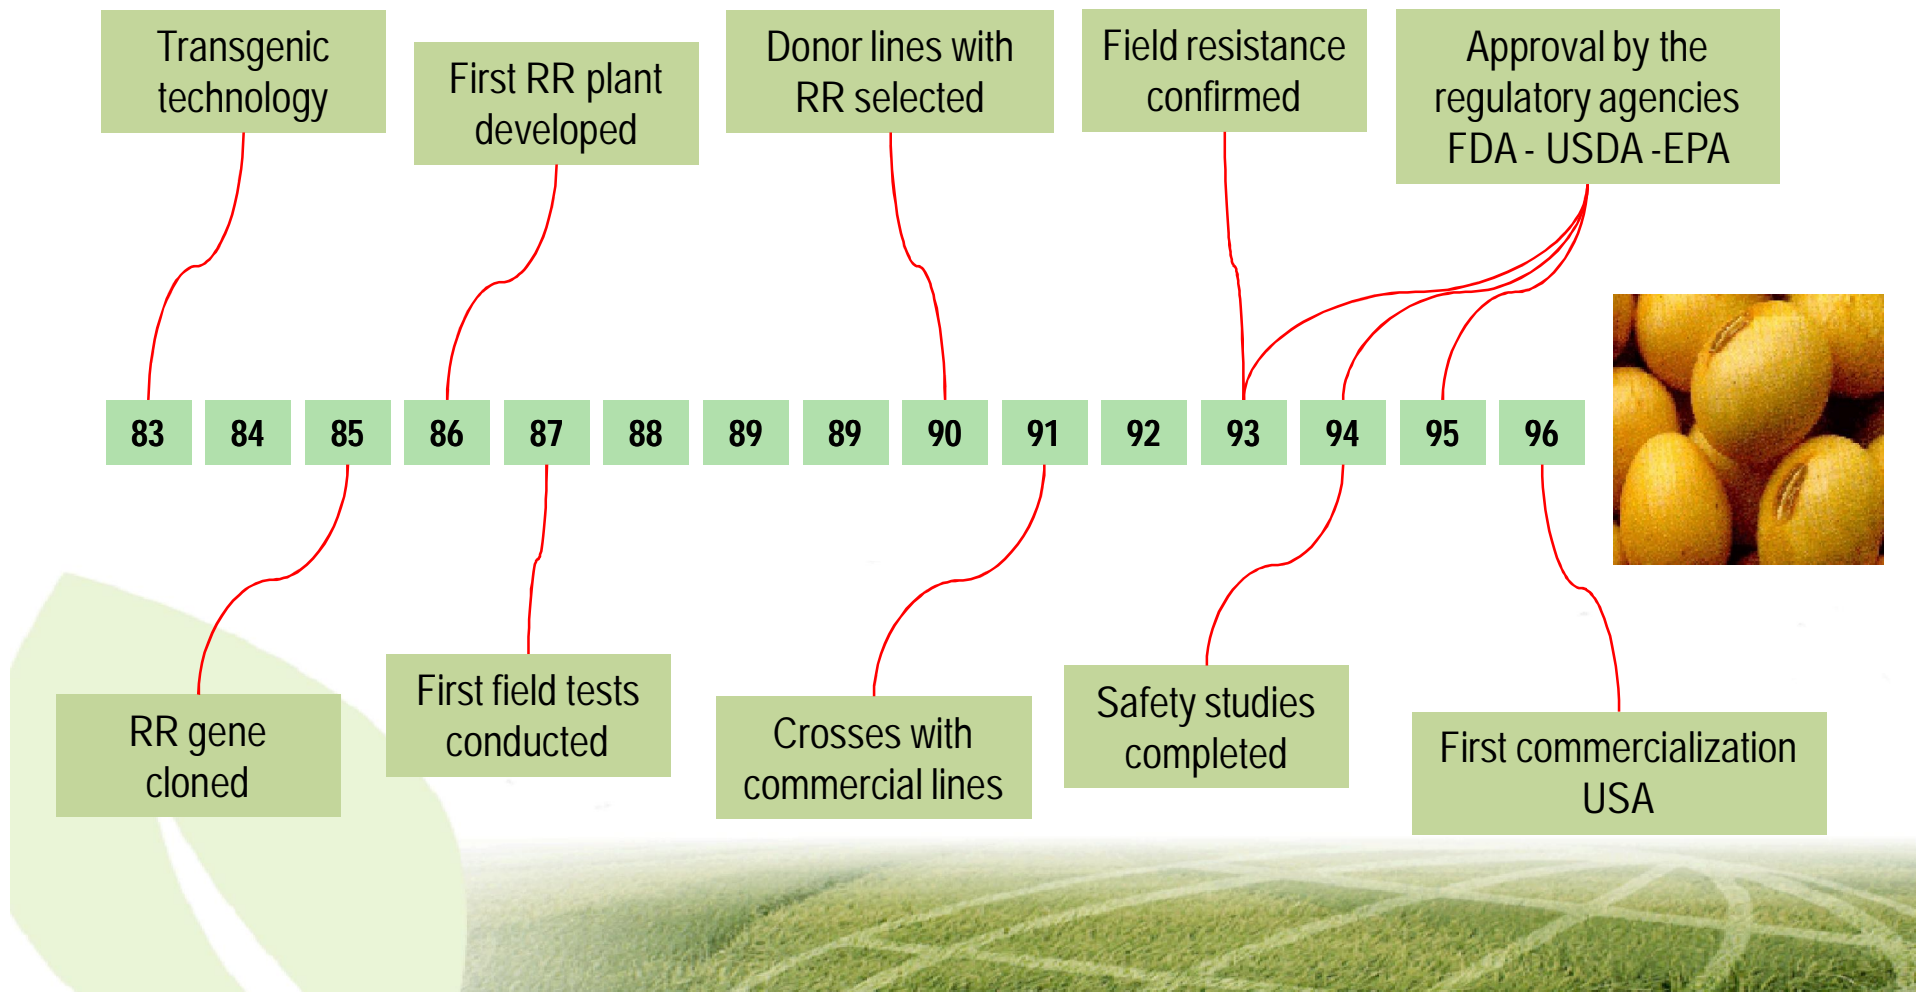 Transgenic
technology
First RR plant
developed
Donor lines with
RR selected
Field resistance
confirmed
Approval by the
regulatory agencies
FDA - USDA -EPA
83 84 85 86 87 88 89 89 90 91 92 93 94 95 96
RR gene
cloned
First field tests
conducted
Crosses with
commercial lines
Safety studies
completed
First commercialization
USA